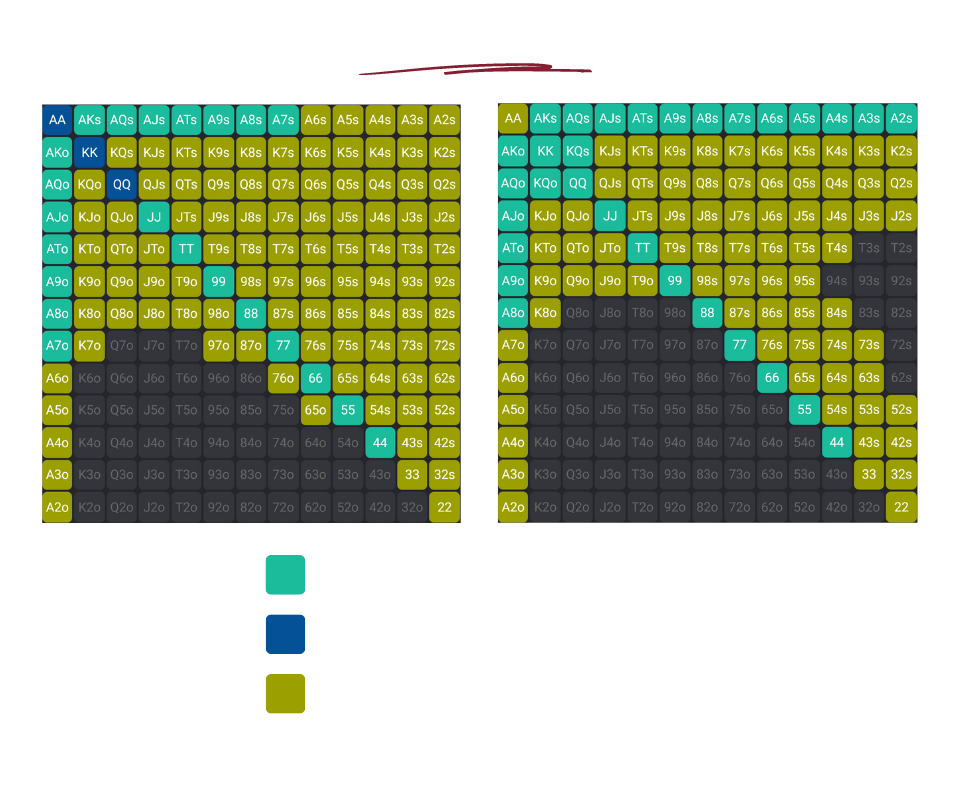 AA AKs AQs AJs ATs A9s A8s A7s A6s A5s A4s A3s A2s
AKo KK KQs KJs KTs K9s K8s K7s K6s K5s K4s K3s K2s
AQo KQo QQ QJs QTs Q9s Q8s Q7s Q6s Q5s Q4s Q3s Q2s
AJo KJo QJo JJ JTs J9s J8s J7s J6s J5s J4s J3s J2s
ATo KTo QTo JTo TT T9s T8s T7s T6s T5s T4s T3s T2s
A9o K9o Q9o J9o T9o 99 98s 97s 96s 95s 94s 93s 92s
A8o K8o Q8o J8o T8o 98o 88 87s 86s 85s 84s 83s 82s
A7o K7o Q7o J7o T7o 97o 87o 77 76s 75s 74s 73s 72s
A6o K6o Q6o J6o T6o 96o 86o 76o 66 65s 64s 63s 62s
A5o K5o Q5o J5o T5o 95o 85o 75o 65o 55 54s 53s 52s
A4o K4o Q4o J4o T4o 94o 84o 74o 64o 54o 44 43s 42s
A3o K3o Q3o J3o T3o 93o 83o 73o 63o 53o 43o 33 32s
A2o K2o Q2o J2o T2o 92o 82o 72o 62o 52o 42o 32o 22
AA AKs AQs AJs ATs A9s A8s A7s A6s A5s A4s A3s A2s
AKo KK KQs KJs KTs K9s K8s K7s K6s K5s K4s K3s K2s
AQo KQo QQ QJs QTs Q9s Q8s Q7s Q6s Q5s Q4s Q3s Q2s
AJo KJo QJo JJ JTs J9s J8s J7s J6s J5s J4s J3s J2s
ATo KTo QTo JTo TT T9s T8s T7s T6s T5s T4s T3s T2s
A9o K9o Q9o J9o T9o 99 98s 97s 96s 95s 94s 93s 92s
A8o K8o Q8o J8o T8o 98o 88 87s 86s 85s 84s 83s 82s
A7o K7o Q7o J7o T7o 97o 87o 77 76s 75s 74s 73s 72s
A6o K6o Q6o J6o T6o 96o 86o 76o 66 65s 64s 63s 62s
A5o K5o Q5o J5o T5o 95o 85o 75o 65o 55 54s 53s 52s
A4o K4o Q4o J4o T4o 94o 84o 74o 64o 54o 44 43s 42s
A3o K3o Q3o J3o T3o 93o 83o 73o 63o 53o 43o 33 32s
A2o K2o Q2o J2o T2o 92o 82o 72o 62o 52o 42o 32o 22